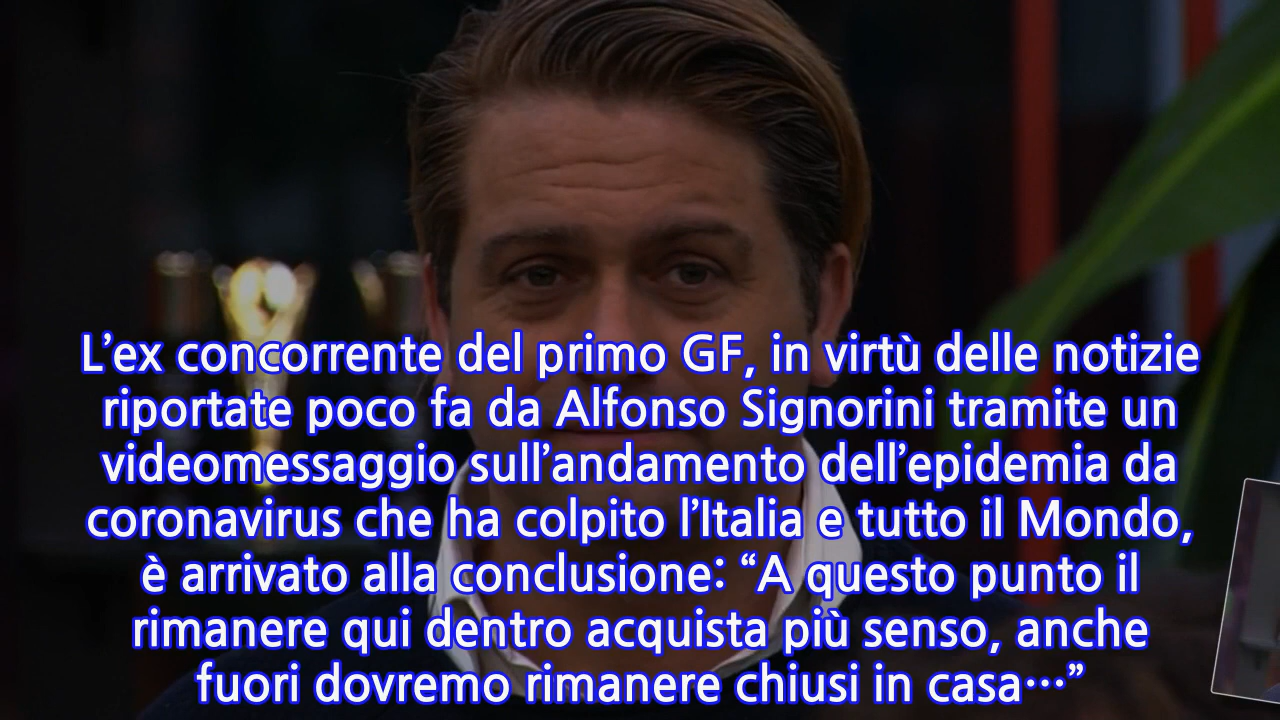 L’ex concorrente del primo GF, in virtù delle notizie
riportate poco fa da Alfonso Signorini tramite un
videomessaggio sull’andamento dell’epidemia da
coronavirus che ha colpito l’Italia e tutto il Mondo,
è arrivato alla conclusione: “A questo punto il
rimanere qui dentro acquista più senso, anche
fuori dovremo rimanere chiusi in casa…”